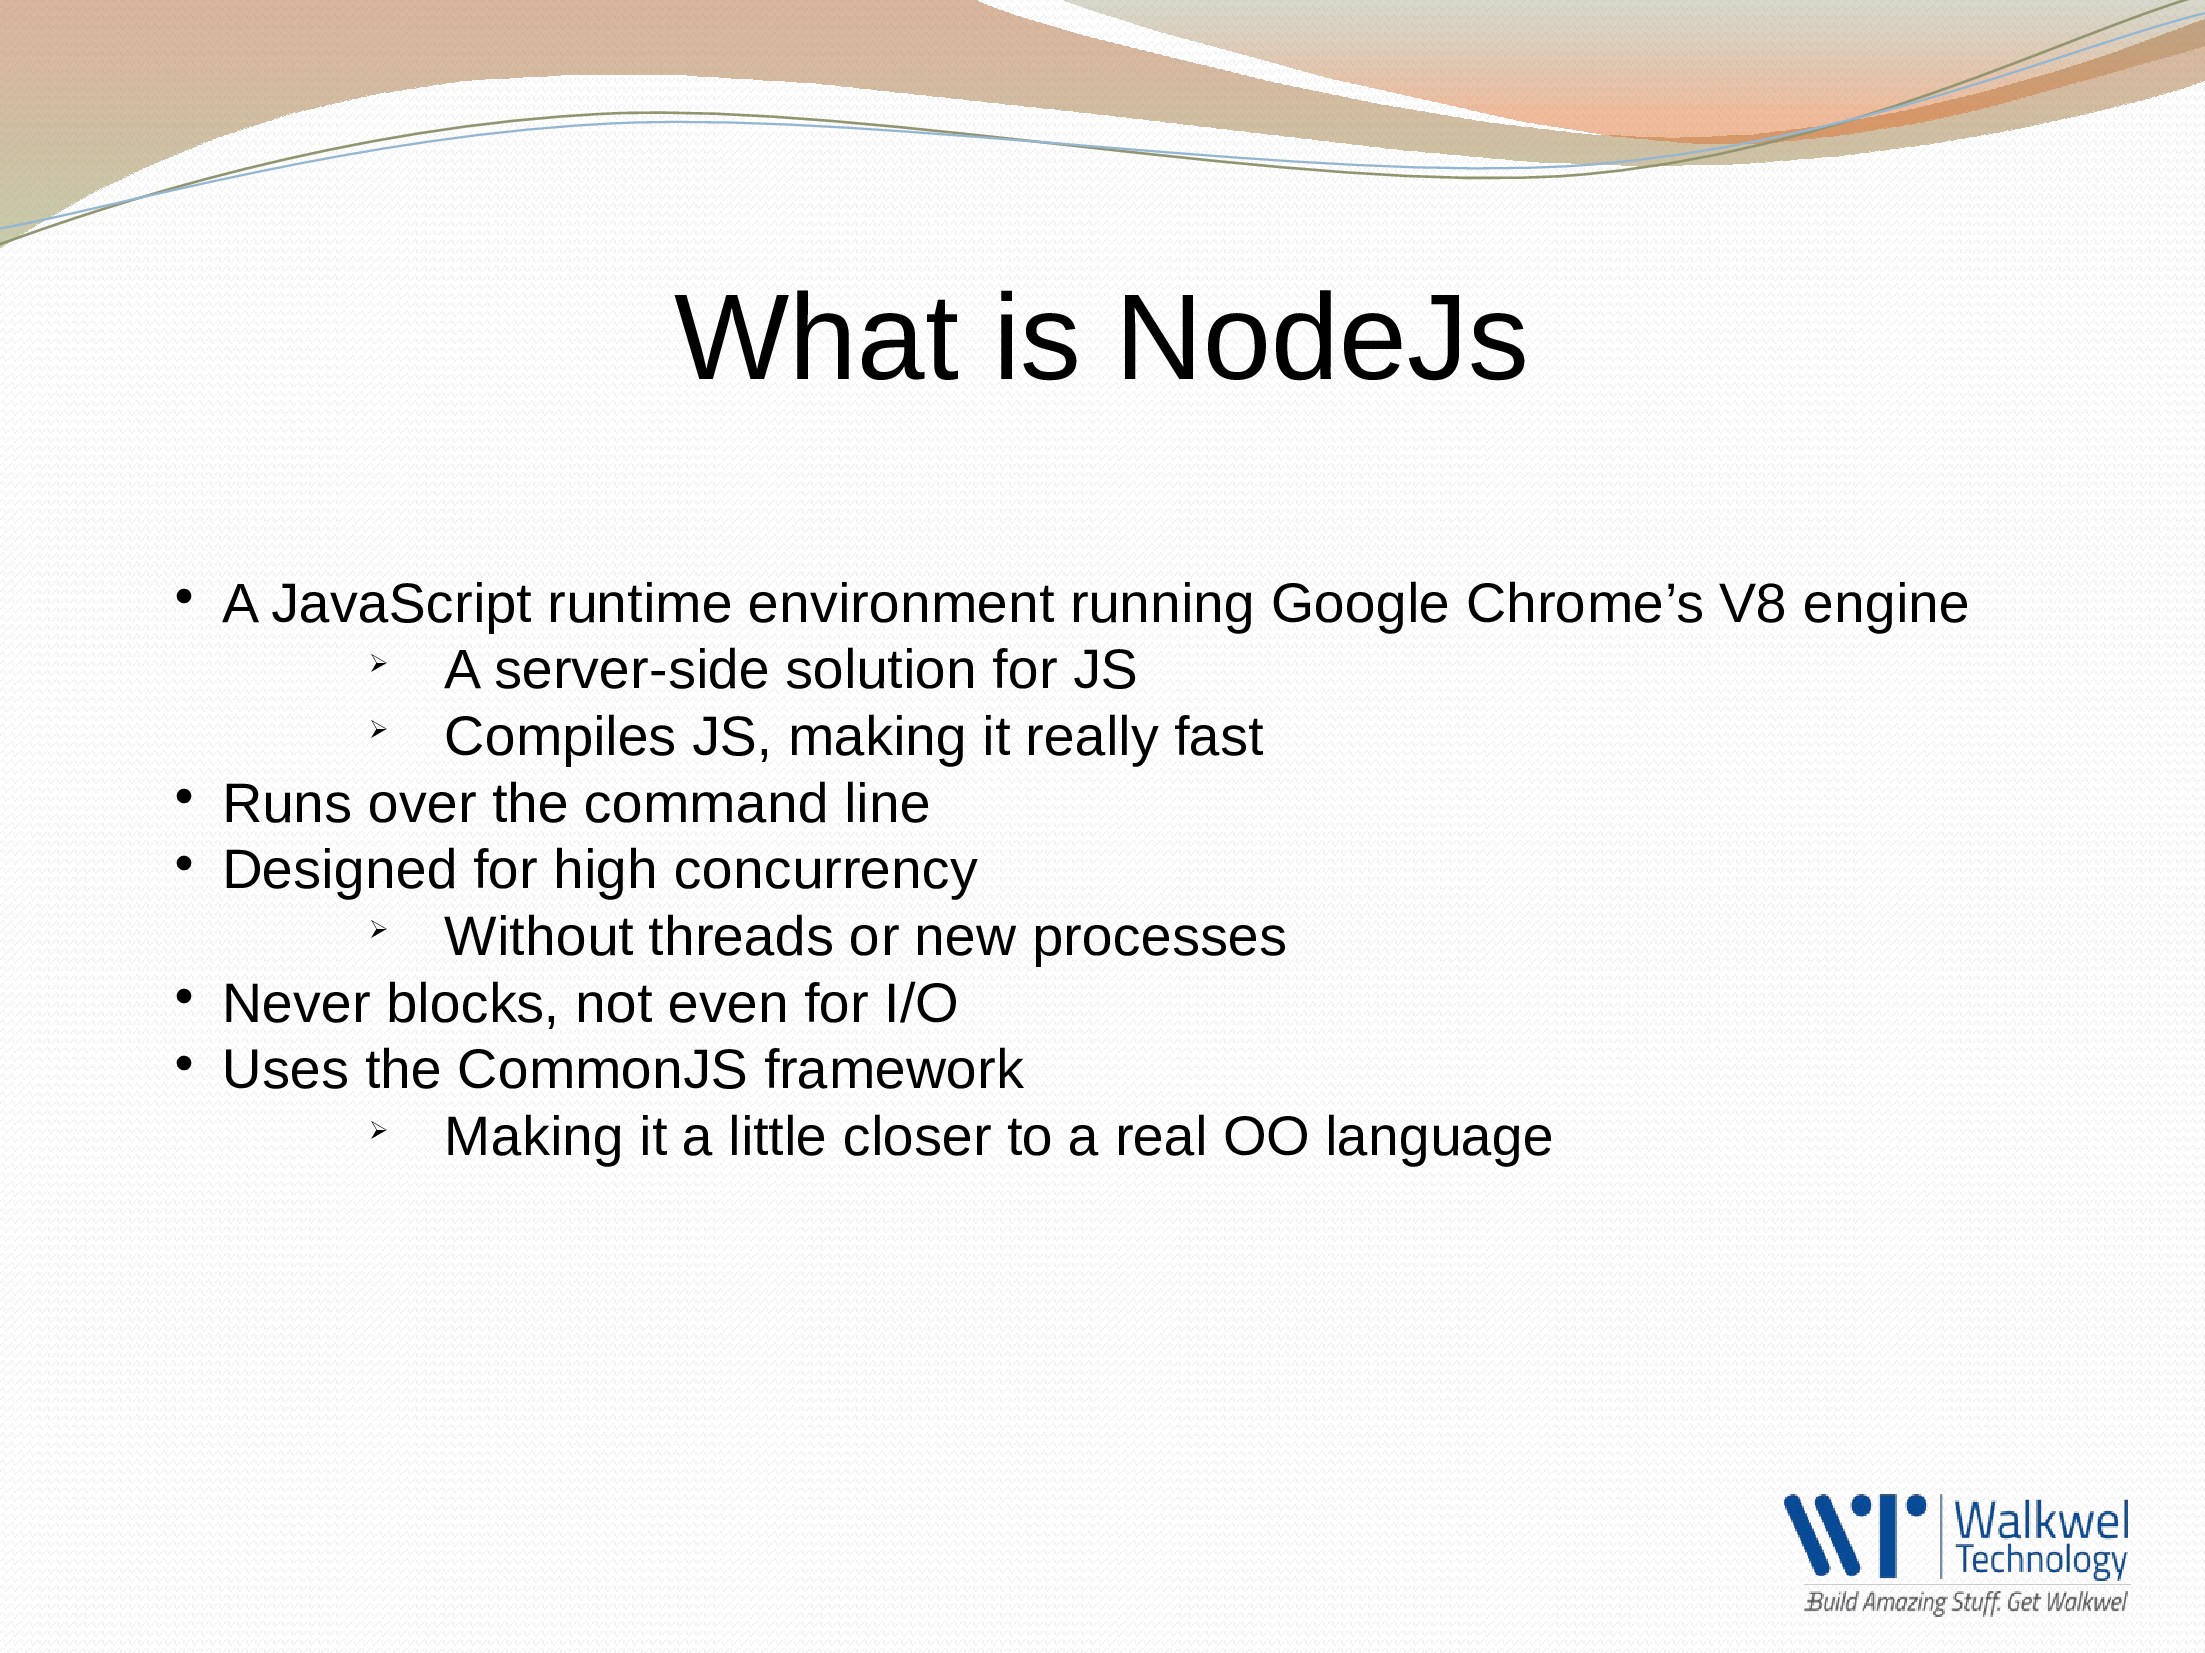 What is NodeJs
• A JavaScript runtime environment running Google Chrome’s V8 engine
➢ A server-side solution for JS
➢ Compiles JS, making it really fast
• Runs over the command line
• Designed for high concurrency
➢ Without threads or new processes
• Never blocks, not even for I/O
• Uses the CommonJS framework
➢ Making it a little closer to a real OO language
WT
Walkwel
Technology
Build Amazing Stuff. Get Walkwel